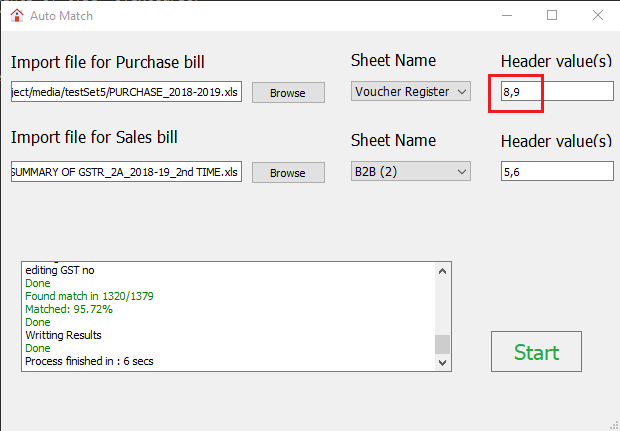 Auto Match
Import file for Purchase bill
Sheet Name
Header value(s)
ject/media/testSet5/PURCHASE_2018-2019.xls
Browse
Voucher Register
8,9
Import file for Sales bill
Sheet Name
Header value(s)
SUMMARY OF GSTR_2A_2018-19_2nd TIME.xls
Browse
B2B (2)
5,6
editing GST no
Done
Found match in 1320/1379
Matched: 95.72%
Done
Writting Results
Done
Process finished in : 6 secs
Start